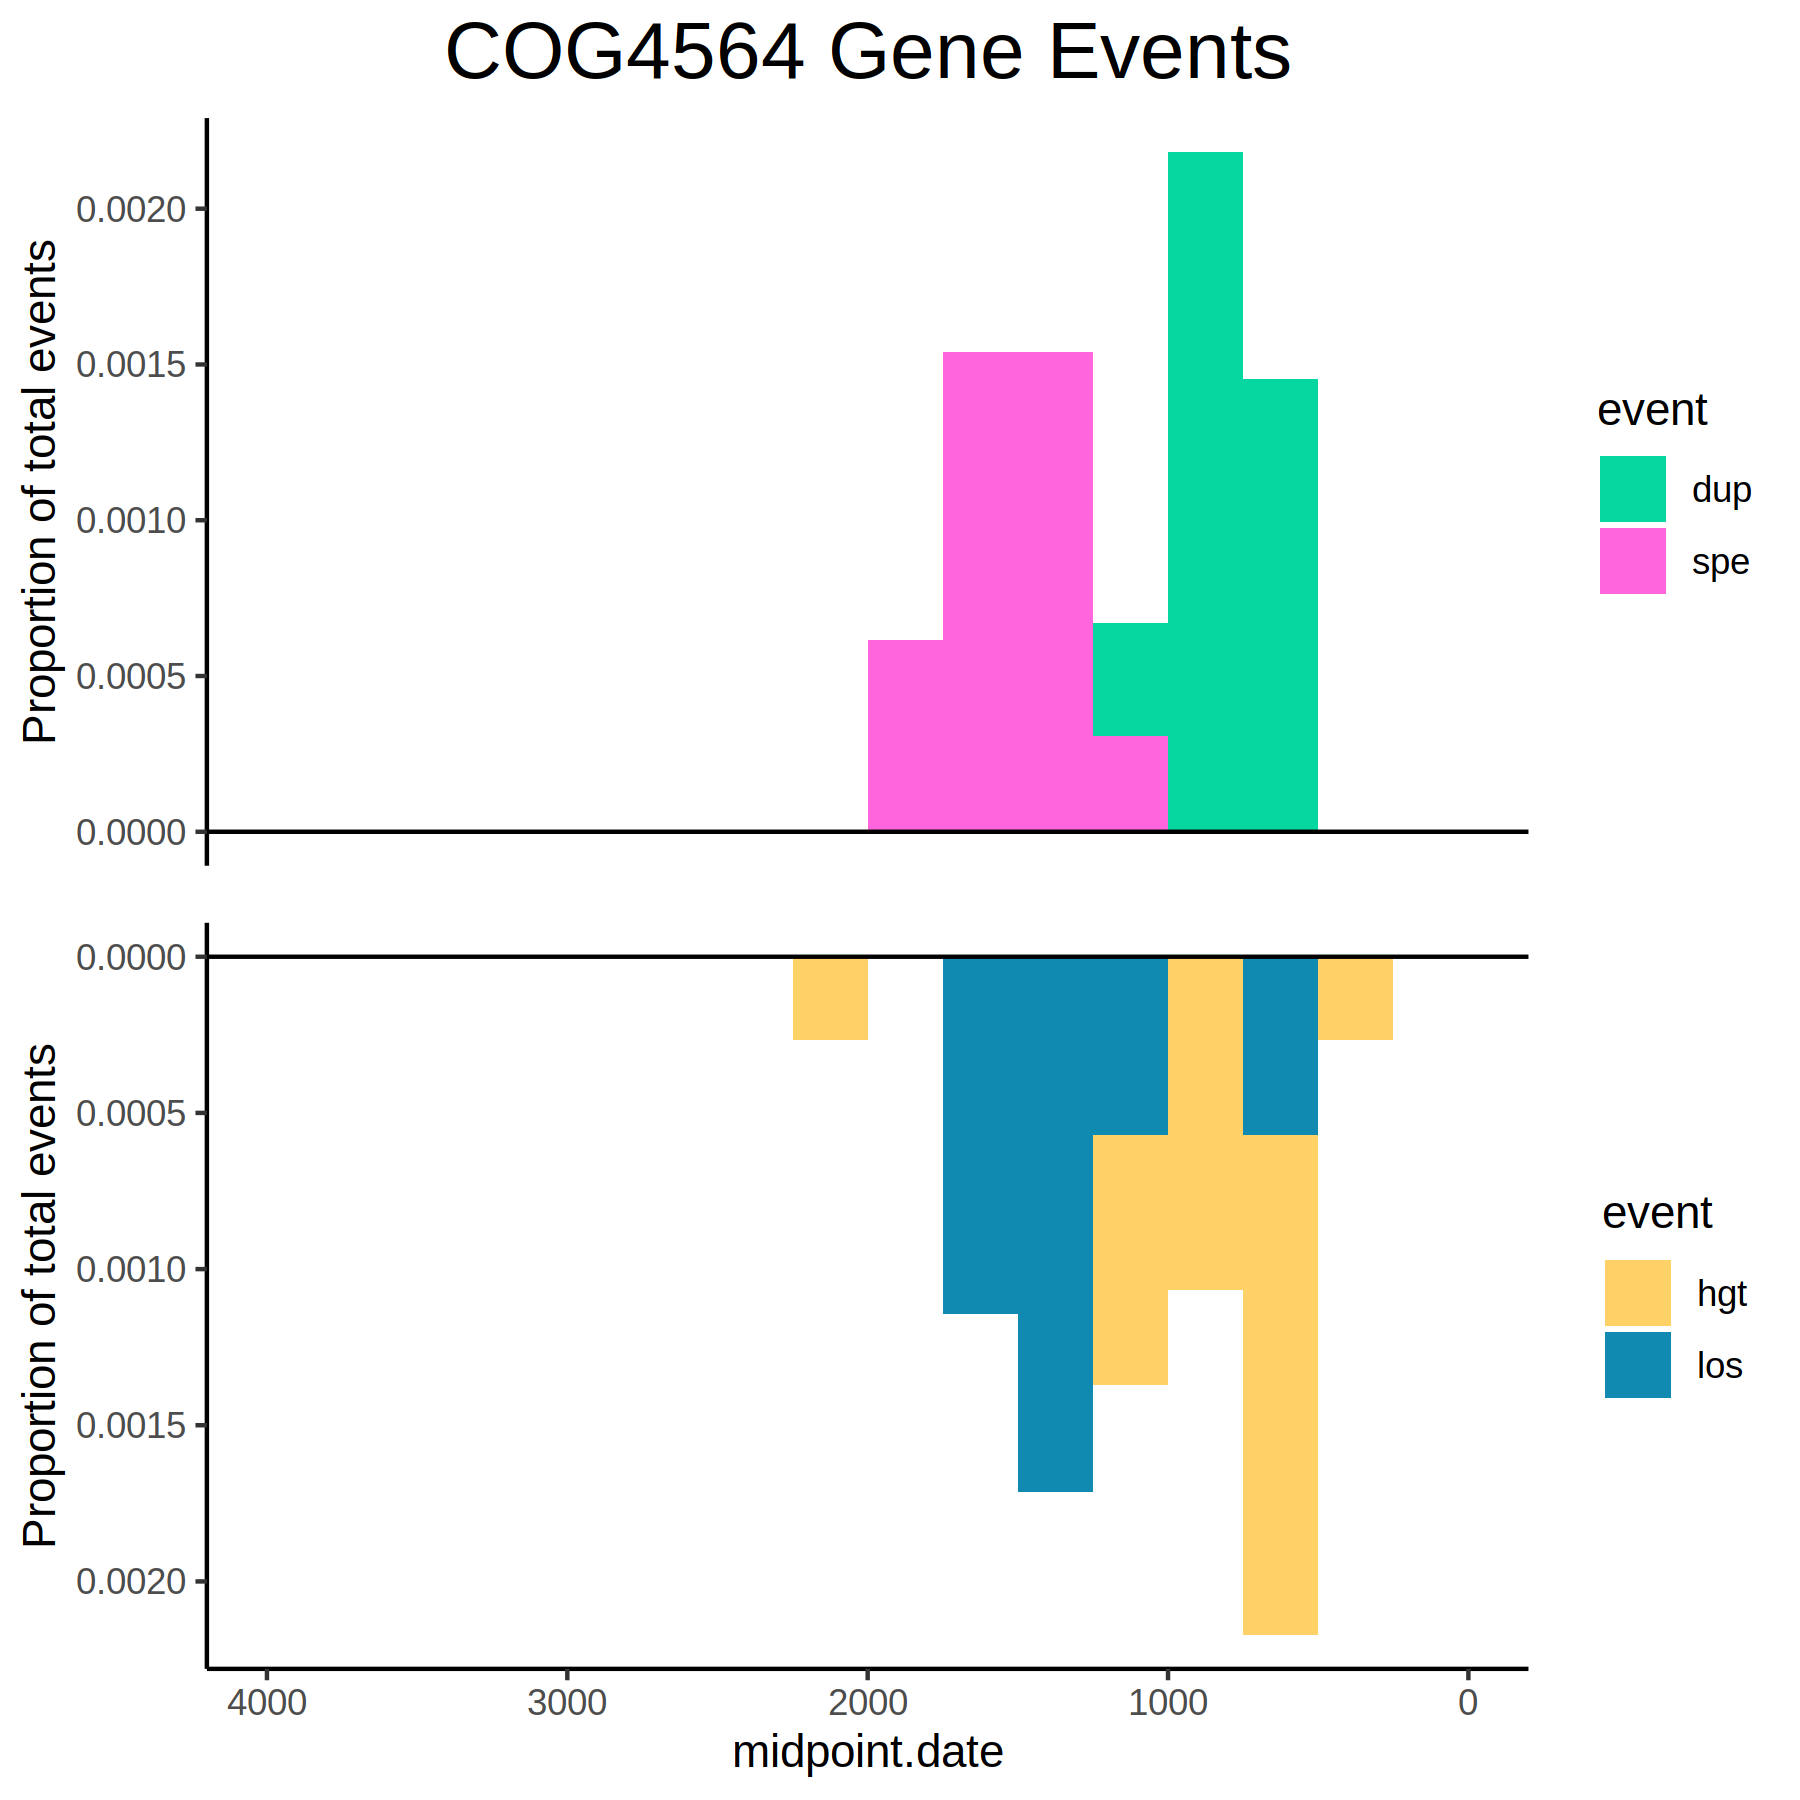 COG4564 Gene Events
Proportion of total events
0.0020
0.0015
0.0010
0.0005
0.0000
event
dup
spe
Proportion of total events
0.0000
0.0005
0.0010
0.0015
0.0020
event
hgt
los
4000 3000 2000 1000 0
midpoint.date